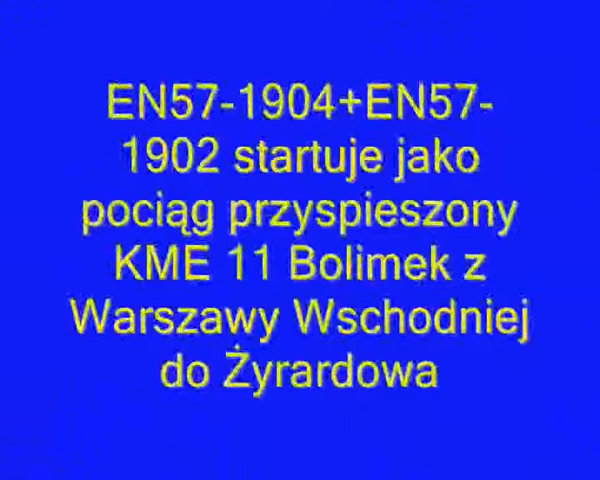 EN57-1904+EN57-
1902 startuje jako
pociąg przyspieszony
KME 11 Bolimek z
Warszawy Wschodniej
do Żyrardowa